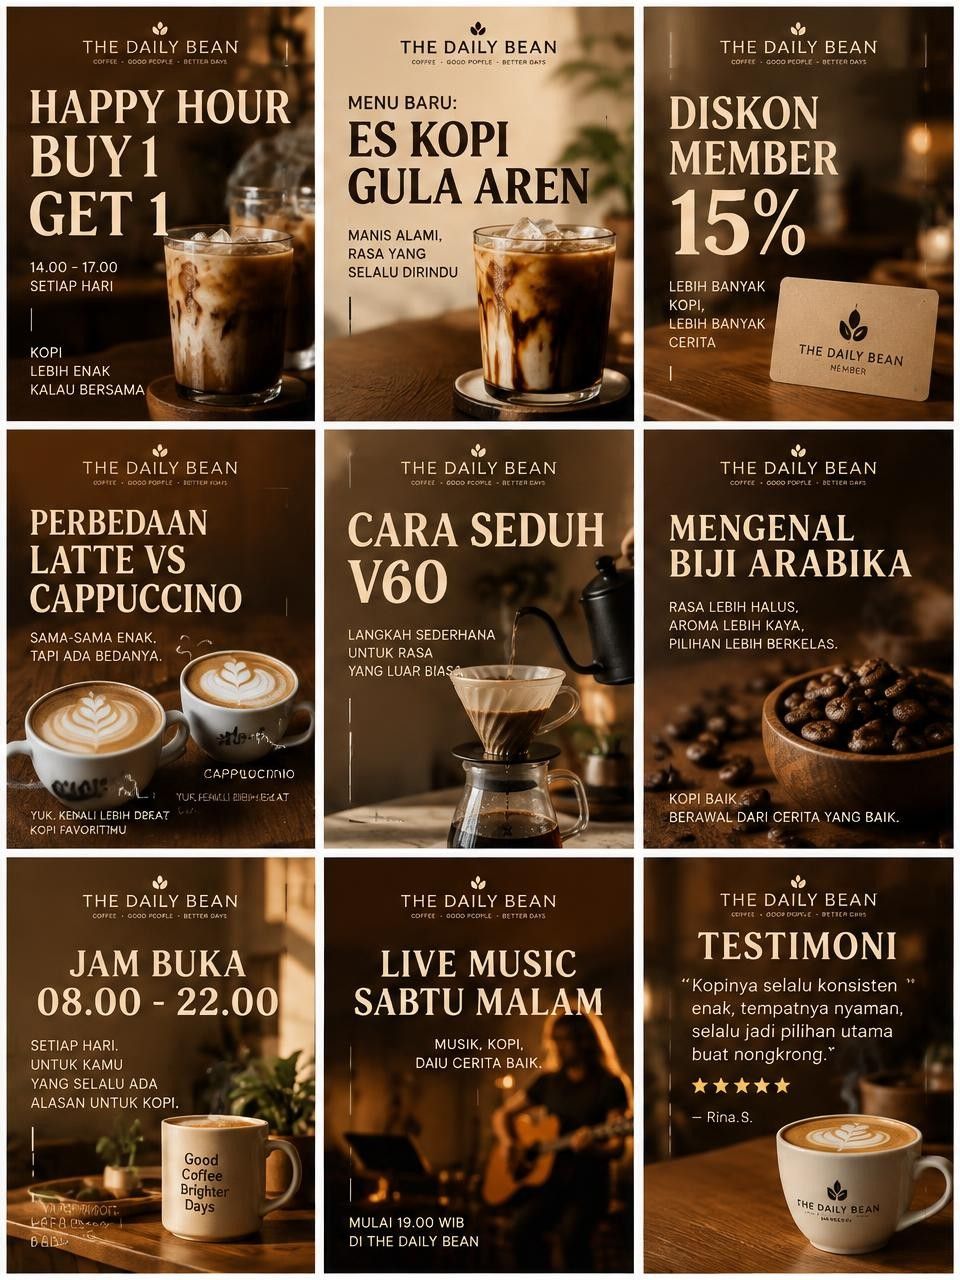 THE DAILY BEAN
COFFEE • GOOD PEOPLE • BETTER DAYS
HAPPY HOUR
BUY 1
GET 1
14.00 - 17.00
SETIAP HARI
KOPI
LEBIH ENAK
KALAU BERSAMA
THE DAILY BEAN
COFFEE • GOOD PEOPLE • BETTER DAYS
MENU BARU:
ES KOPI
GULA AREN
MANIS ALAMI,
RASA YANG
SELALU DIRINDU
THE DAILY BEAN
COFFEE • GOOD PEOPLE • BETTER DAYS
DISKON
MEMBER
15%
LEBIH BANYAK
KOPI,
LEBIH BANYAK
CERITA
THE DAILY BEAN
MEMBER
THE DAILY BEAN
COFFEE • GOOD PEOPLE • BETTER
PERBEDAAN
LATTE VS
CAPPUCCINO
SAMA-SAMA ENAK.
TAPI ADA BEDANYA.
CAPPUOCINIO
YUK. KENALI LEBIH DEKAT
KOPI FAVORITMU
THE DAILY BEAN
COFFEE • GOOD PEOPLE • BETTER DAYS
CARA SEDUH
V60
LANGKAH SEDERHANA
UNTUK RASA
YANG LUAR BIASA
THE DAILY BEAN
COFFEE • GOOD PEOPLE • BETTER DAYS
MENGENAL
BIJI ARABIKA
RASA LEBIH HALUS,
AROMA LEBIH KAYA,
PILIHAN LEBIH BERKELAS.
KOPI BAIK
BERAWAL DARI CERITA YANG BAIK.
THE DAILY BEAN
COFFEE • GOOD PEOPLE • BETTER DAYS
JAM BUKA
08.00 - 22.00
SETIAP HARI.
UNTUK KAMU
YANG SELALU ADA
ALASAN UNTUK KOPI.
Good
Coffee
Brighter
Days
THE DAILY BEAN
COFFEE • GOOD PEOPLE • BETTER DAYS
LIVE MUSIC
SABTU MALAM
MUSIK, KOPI,
DAIU CERITA BAIK.
MULAI 19.00 WIB
DI THE DAILY BEAN
THE DAILY BEAN
COFFEE • GOOD • BETTER
TESTIMONI
“Kopinya selalu konsisten ”
enak, tempatnya nyaman,
selalu jadi pilihan utama
buat nongkrong.”
— Rina.S.
THE DAILY BEAN